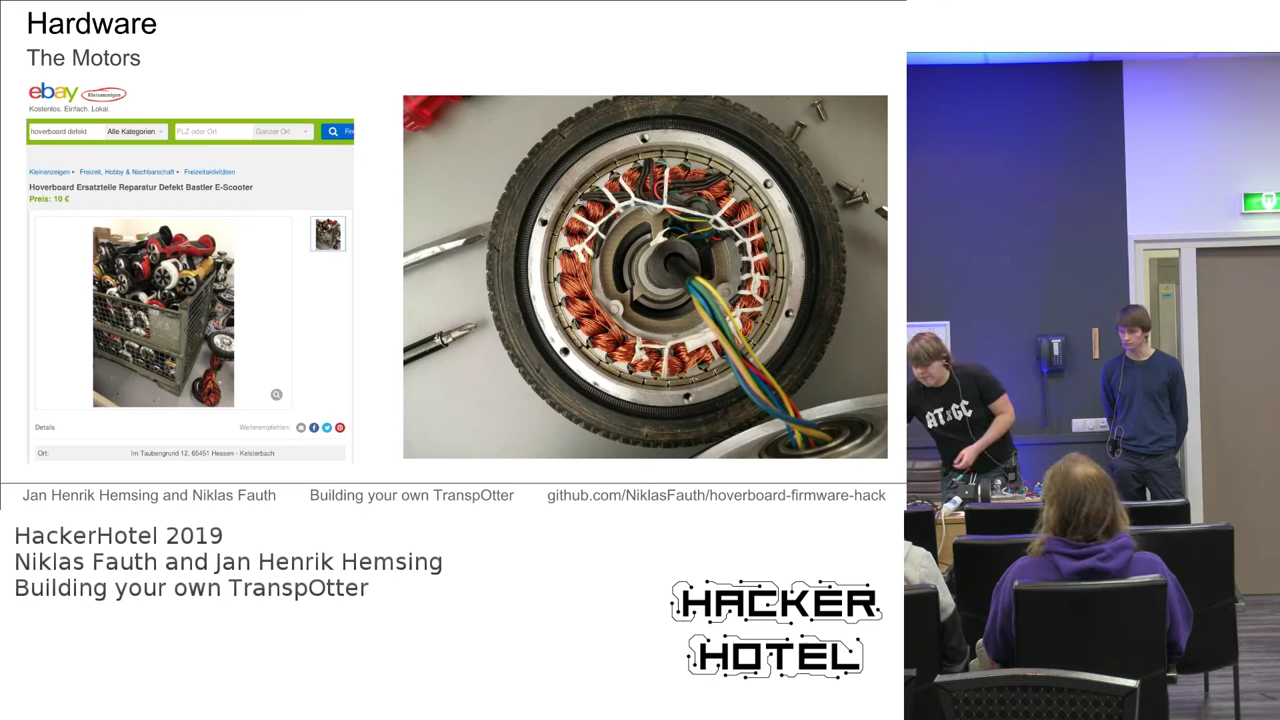 Hardware
The Motors
ebay Kleinanzeigen
Kostenlos. Einfach. Lokal.
hoverboard defekt Alle Kategorien PLZ oder Ort Ganzer Ort
Kleinanzeigen Freizeit, Hobby & Nachbarschaft Freizeitaktivitäten
Hoverboard Ersatzteile Reparatur Defekt Bastler E-Scooter
Preis: 10 €
Details Weiterempfehlen:
Ort: Im Taubengrund 12, 65451 Hessen - Kelsterbach
Jan Henrik Hemsing and Niklas Fauth Building your own TranspOtter github.com/NiklasFauth/hoverboard-firmware-hack
HackerHotel 2019
Niklas Fauth and Jan Henrik Hemsing
Building your own TranspOtter
HACKER
HOTEL